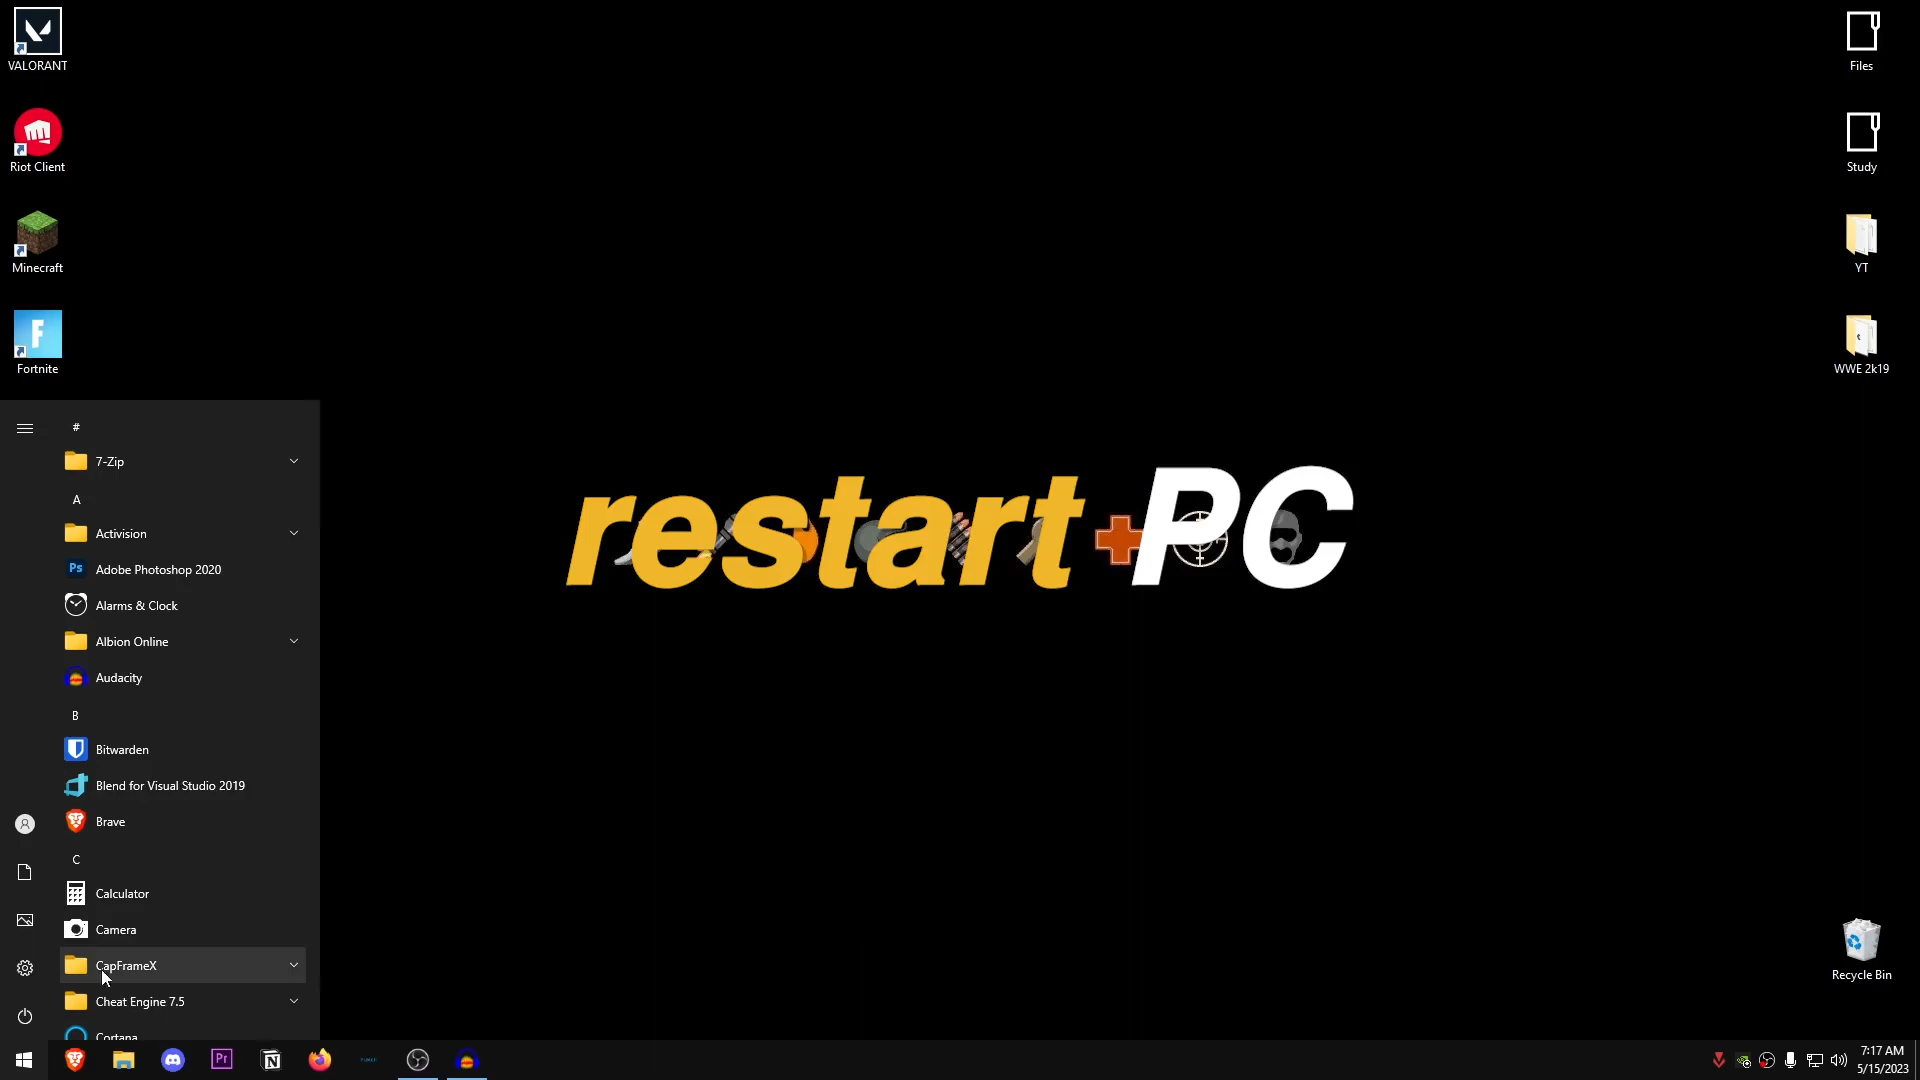 VALORANT
Riot Client
Minecraft
Fortnite
Files
Study
YT
WWE 2k19
#
7-Zip
A
Activision
Adobe Photoshop 2020
Alarms & Clock
Albion Online
Audacity
B
Bitwarden
Blend for Visual Studio 2019
Brave
C
Calculator
Camera
CapFrameX
Cheat Engine 7.5
Cortana
restart PC
Recycle Bin
7:17 AM
5/15/2023